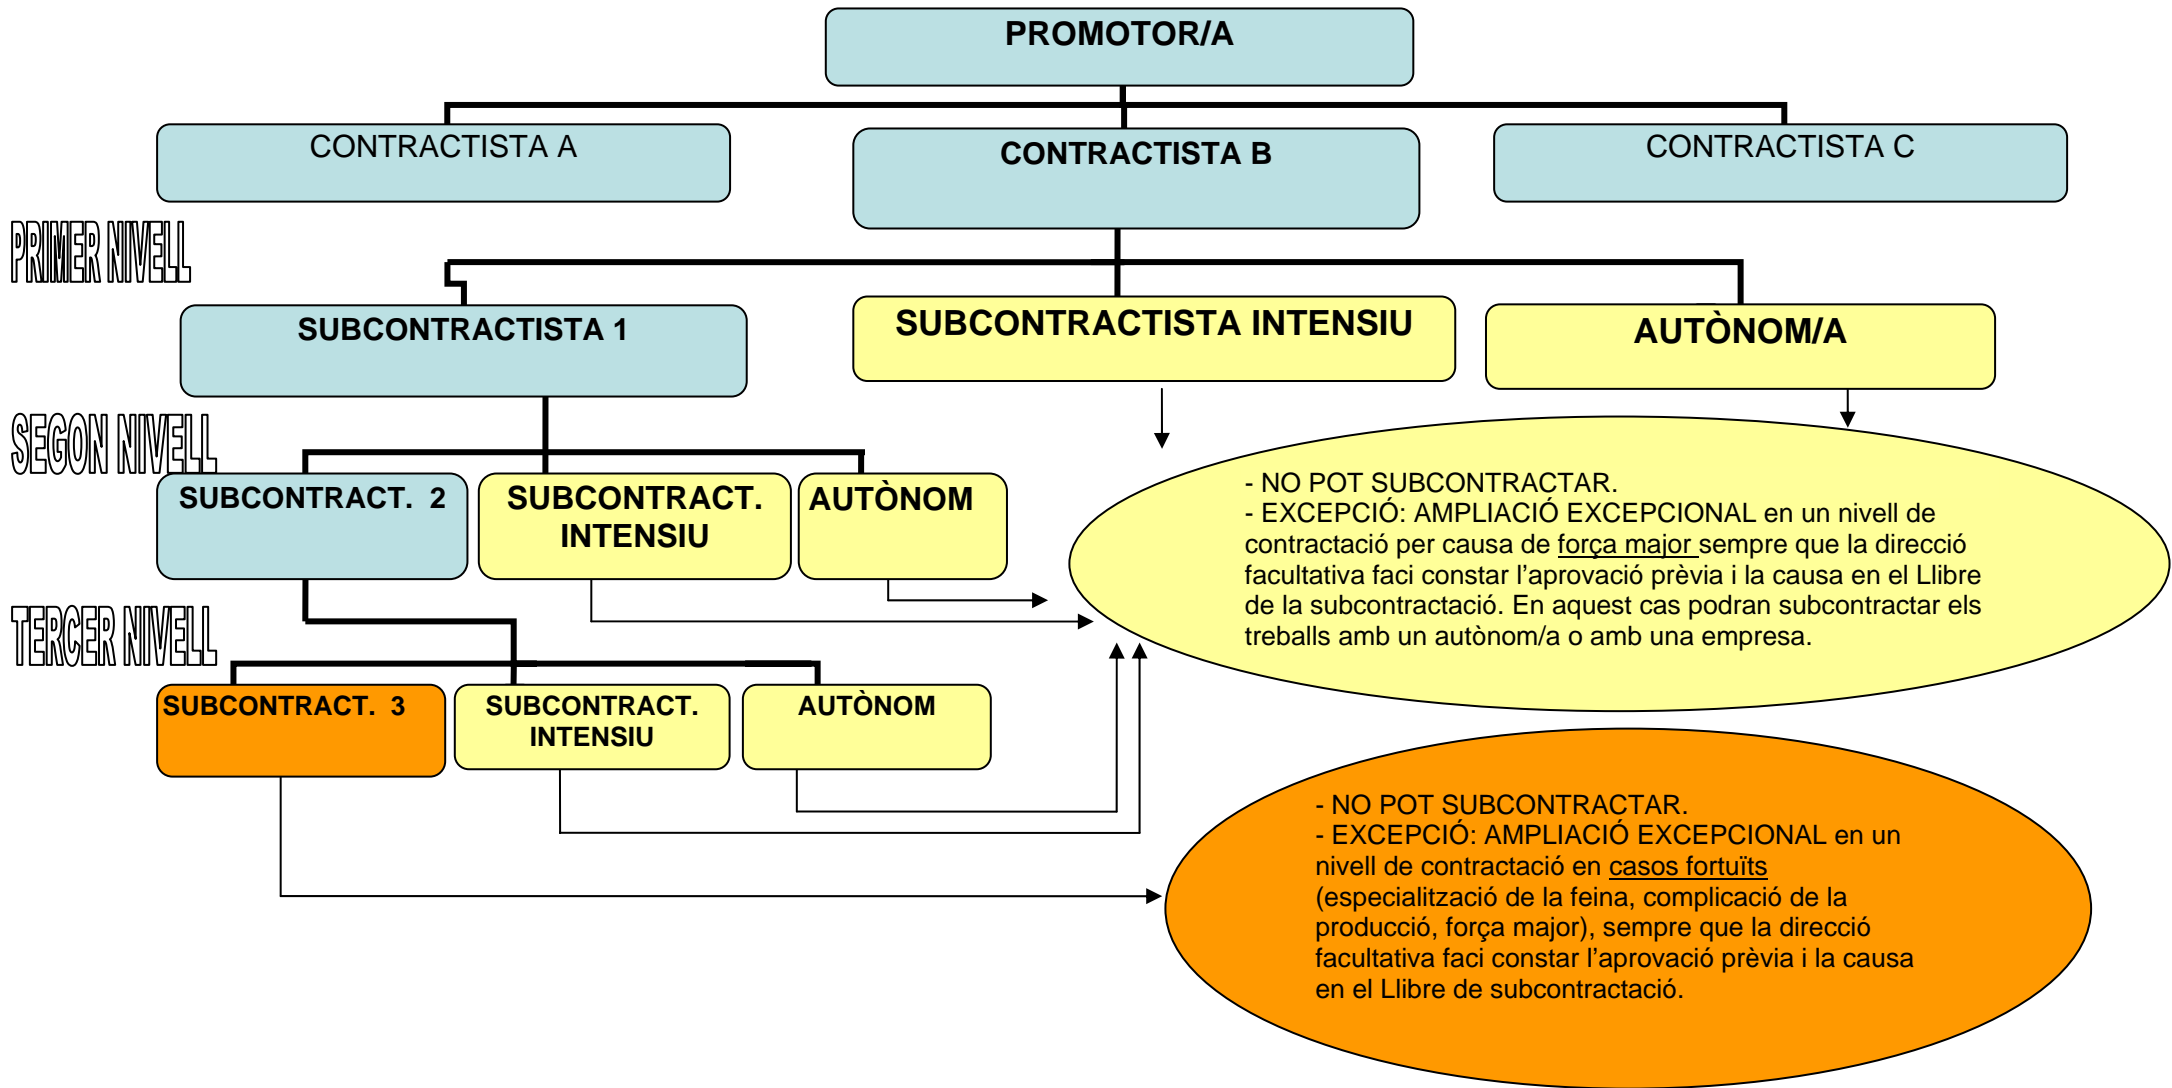 PROMOTOR/A
CONTRACTISTA A
CONTRACTISTA B
CONTRACTISTA C
PRIMER NIVELL
SUBCONTRACTISTA 1
SUBCONTRACTISTA INTENSIU
AUTÒNOM/A
SEGON NIVELL
SUBCONTRACT. 2
SUBCONTRACT.
INTENSIU
AUTÒNOM
- NO POT SUBCONTRACTAR.
- EXCEPCIÓ: AMPLIACIÓ EXCEPCIONAL en un nivell de
contractació per causa de força major sempre que la direcció
facultativa faci constar l’aprovació prèvia i la causa en el Llibre
de la subcontractació. En aquest cas podran subcontractar els
treballs amb un autònom/a o amb una empresa.
TERCER NIVELL
SUBCONTRACT. 3
SUBCONTRACT.
INTENSIU
AUTÒNOM
- NO POT SUBCONTRACTAR.
- EXCEPCIÓ: AMPLIACIÓ EXCEPCIONAL en un
nivell de contractació en casos fortuïts
(especialització de la feina, complicació de la
producció, força major), sempre que la direcció
facultativa faci constar l’aprovació prèvia i la causa
en el Llibre de subcontractació.